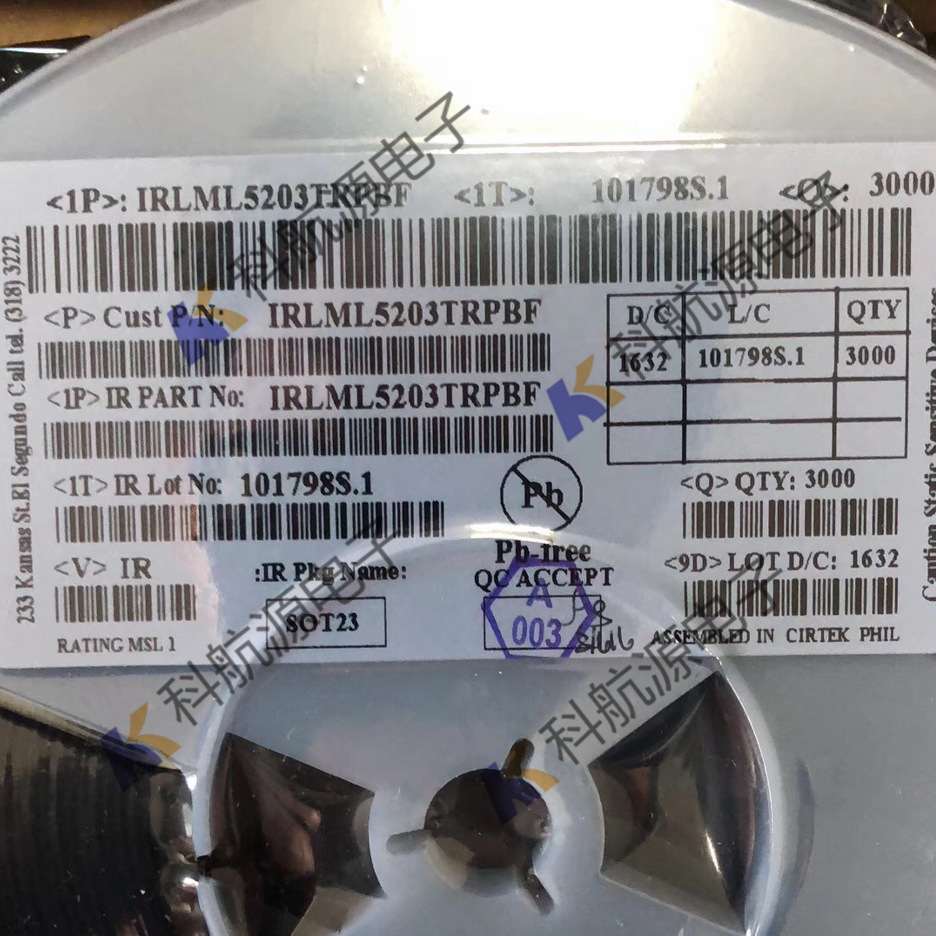 <1P>: IRLML5203TRPBF <1T>: 101798S.1 <Q>: 3000
<P> Cust P/N: IRLML5203TRPBF
<1P> IR PART No: IRLML5203TRPBF
<1T> IR Lot No: 101798S.1
<V> IR
RATING MSL 1
:IR Pkg Name:
SOT23
Pb
Pb-free
QC ACCEPT
A
003
D/C L/C QTY
1632 101798S.1 3000
<Q> QTY: 3000
<9D> LOT D/C: 1632
ASSEMBLED IN CIRTEK PHIL
233 Kansas St.El Segundo Call tel. (318) 3222
Caution Static Sensitive Devices
科航源电子
科航源电子
科航源电子
科航源电子